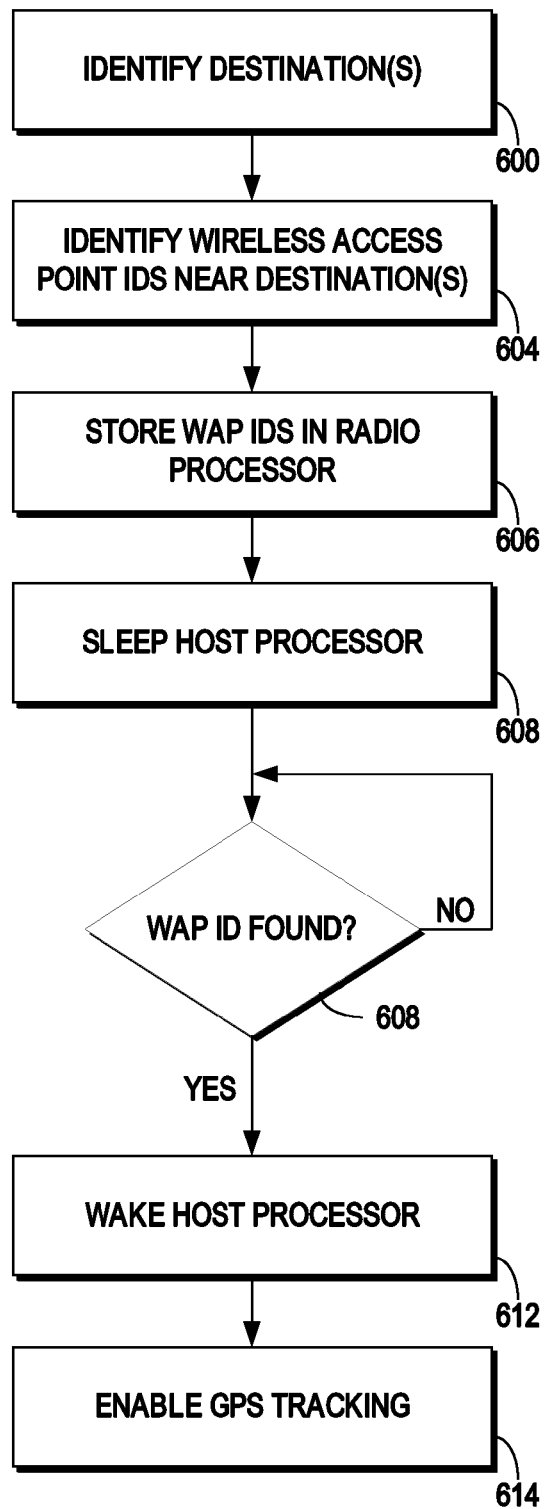 IDENTIFY DESTINATION(S)
600
IDENTIFY WIRELESS ACCESS
POINT IDS NEAR DESTINATION(S)
604
STORE WAP IDS IN RADIO
PROCESSOR
606
SLEEP HOST PROCESSOR
608
WAP ID FOUND?
NO
608
YES
WAKE HOST PROCESSOR
612
ENABLE GPS TRACKING
614